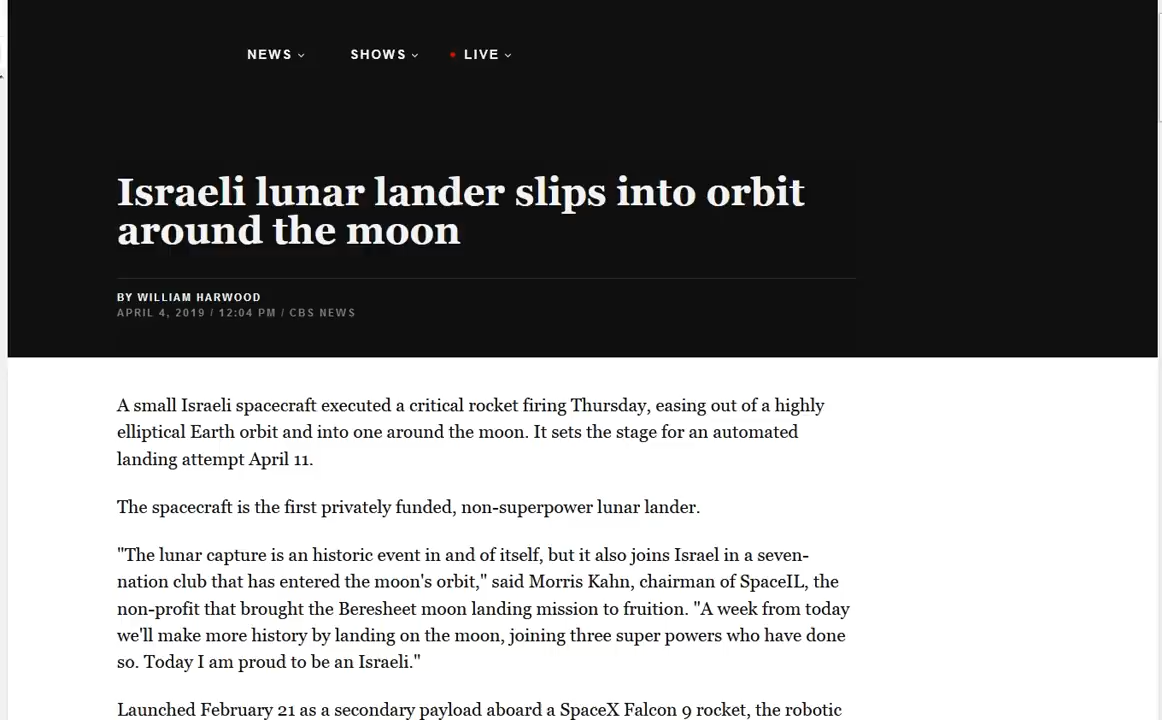 NEWS SHOWS LIVE
Israeli lunar lander slips into orbit
around the moon
BY WILLIAM HARWOOD
APRIL 4, 2019 / 12:04 PM / CBS NEWS
A small Israeli spacecraft executed a critical rocket firing Thursday, easing out of a highly
elliptical Earth orbit and into one around the moon. It sets the stage for an automated
landing attempt April 11.
The spacecraft is the first privately funded, non-superpower lunar lander.
"The lunar capture is an historic event in and of itself, but it also joins Israel in a seven-
nation club that has entered the moon's orbit," said Morris Kahn, chairman of SpaceIL, the
non-profit that brought the Beresheet moon landing mission to fruition. "A week from today
we'll make more history by landing on the moon, joining three super powers who have done
so. Today I am proud to be an Israeli."
Launched February 21 as a secondary payload aboard a SpaceX Falcon 9 rocket, the robotic